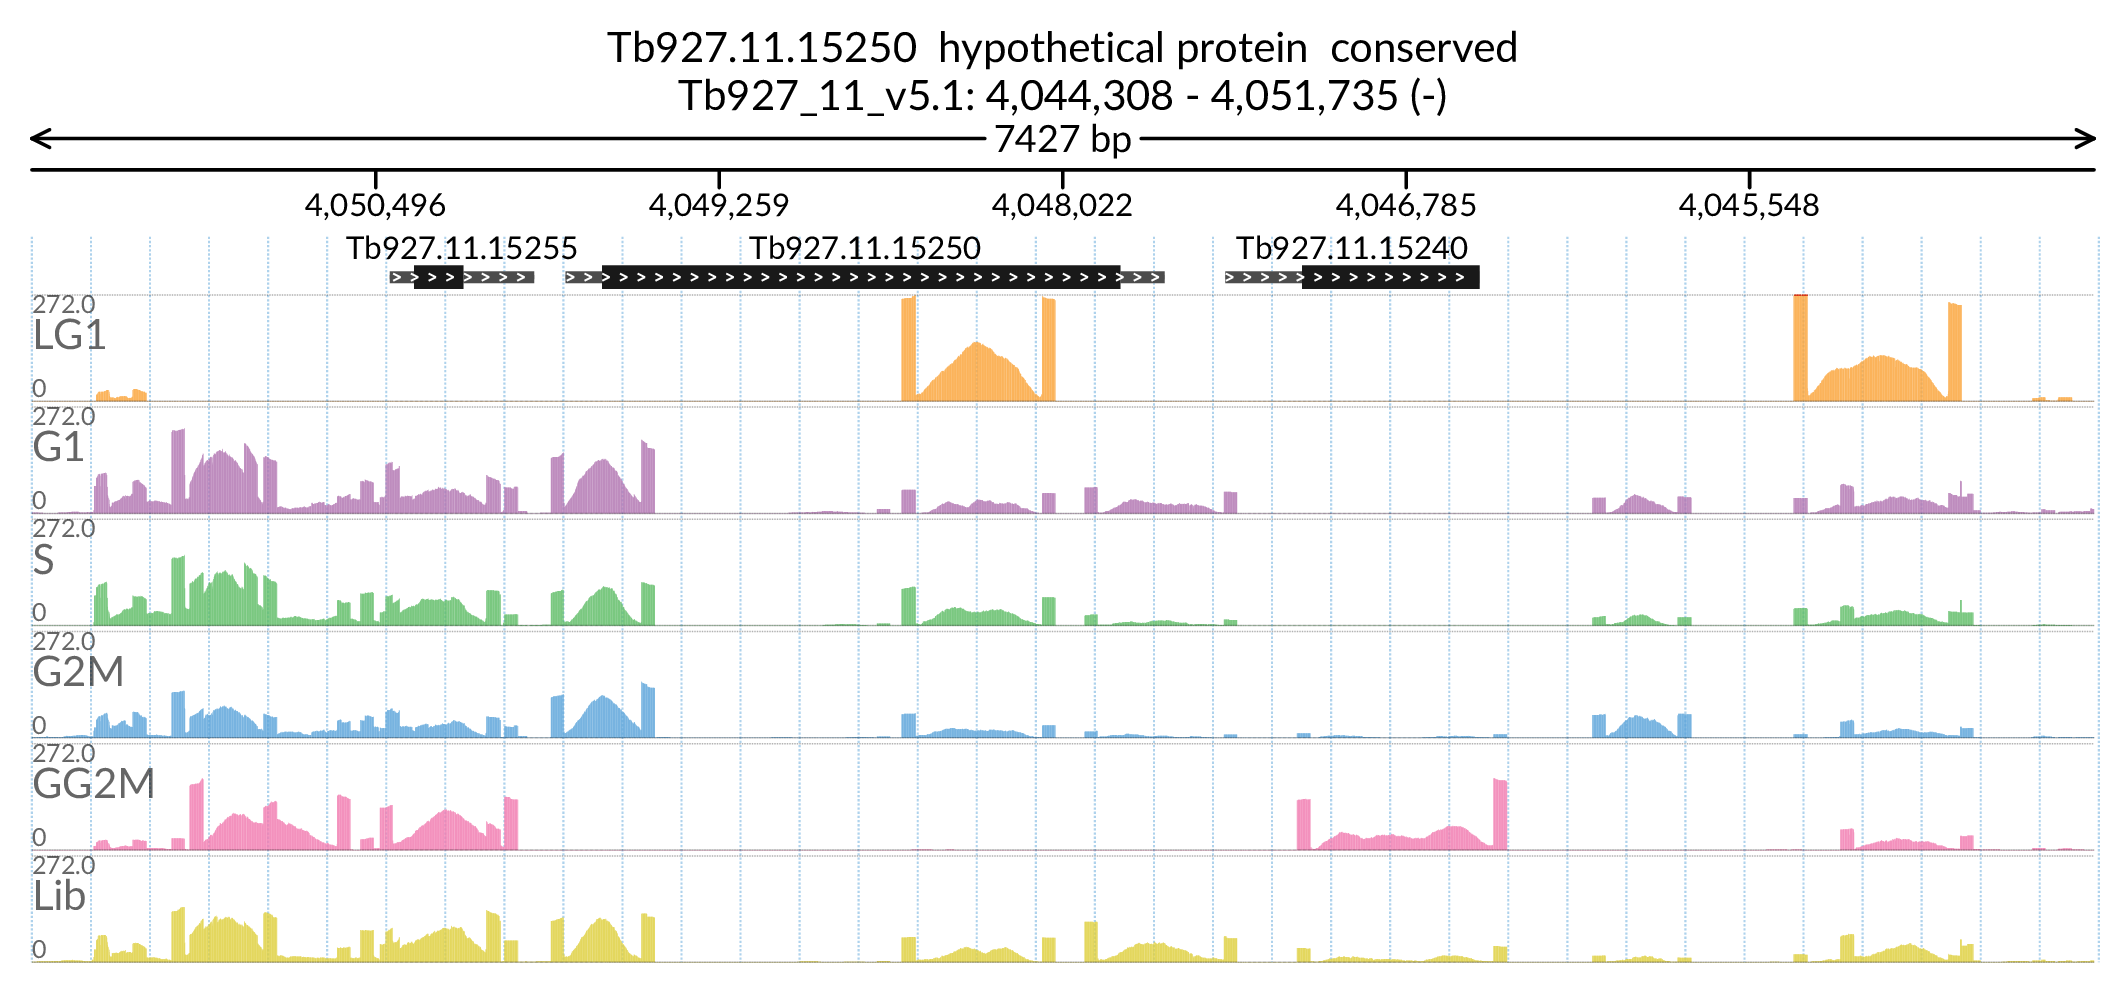 Tb927.11.15250  hypothetical protein  conserved
Tb927_11_v5.1: 4,044,308 - 4,051,735 (-)
7427 bp
4,050,496 4,049,259 4,048,022 4,046,785 4,045,548
Tb927.11.15255 Tb927.11.15250 Tb927.11.15240
272.0
LG1
0
272.0
G1
0
272.0
S
0
272.0
G2M
0
272.0
GG2M
0
272.0
Lib
0